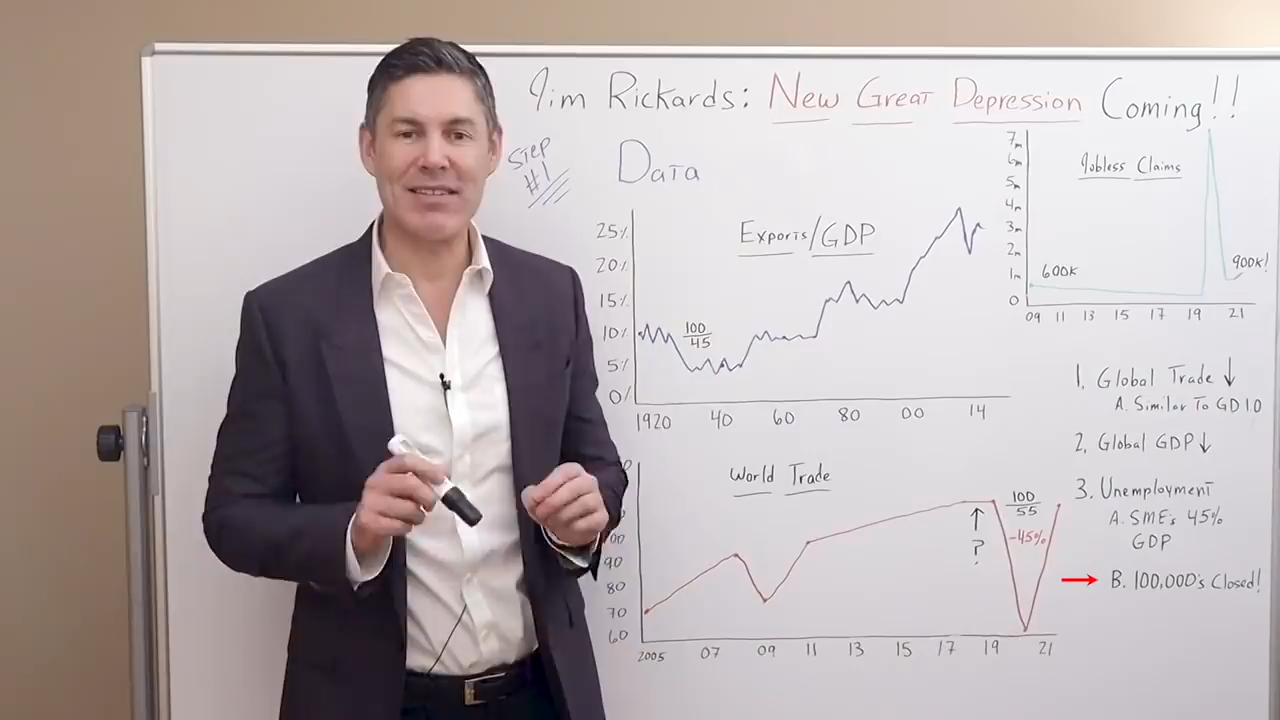 Jim Rickards: New Great Depression Coming!!
Step
#1
Data
Exports/GDP
25%
20%
15%
10%
5%
0%
100
45
1920 40 60 80 00 14
Jobless Claims
7m
6m
5m
4m
3m
2m
1m
0
600K
900K!
09 11 13 15 17 19 21
World Trade
90
80
70
60
100
55
-45%
?
2005 07 09 11 13 15 17 19 21
1. Global Trade ↓
A. Similar To GD 1.0
2. Global GDP ↓
3. Unemployment
A. SME's 45%
GDP
B. 100,000's Closed!